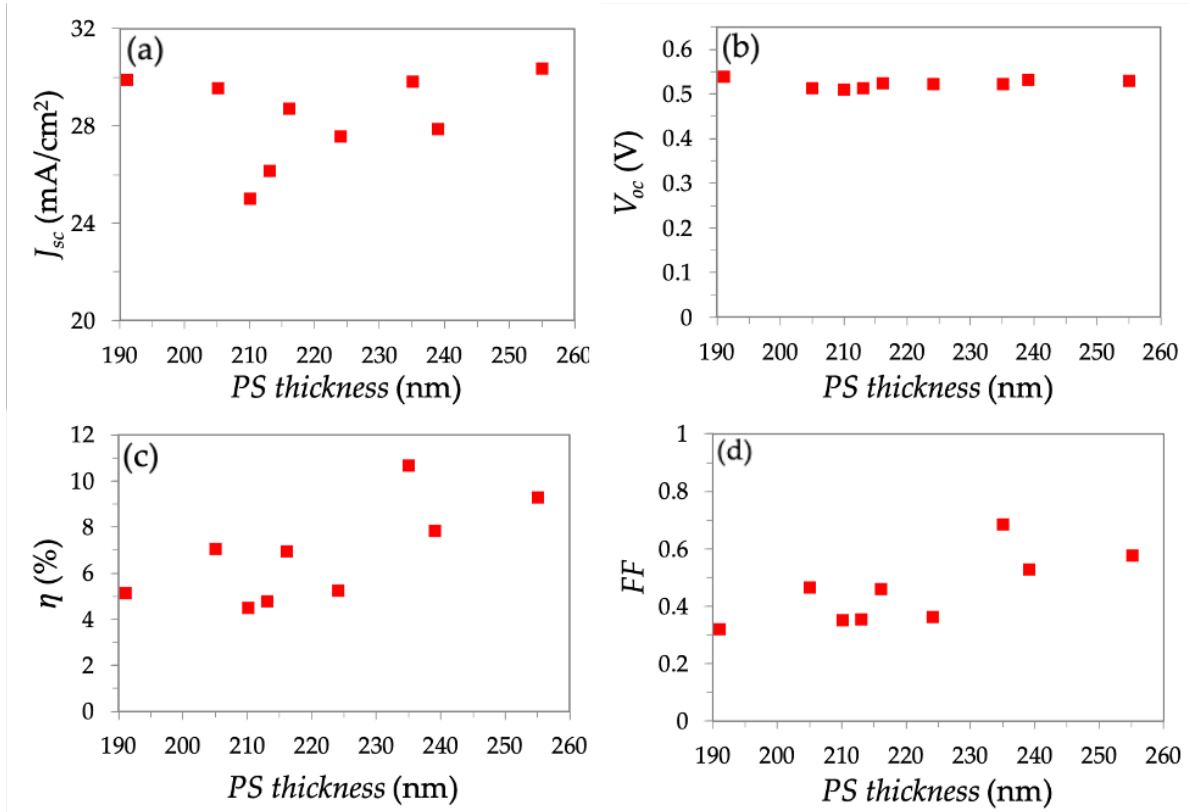 (a)
32
28
24
20
J_sc (mA/cm²)
190 200 210 220 230 240 250 260
PS thickness (nm)
(b)
0.6
0.5
0.4
0.3
0.2
0.1
0
V_oc (V)
190 200 210 220 230 240 250 260
PS thickness (nm)
(c)
12
10
8
6
4
2
0
η (%)
190 200 210 220 230 240 250 260
PS thickness (nm)
(d)
1
0.8
0.6
0.4
0.2
0
FF
190 200 210 220 230 240 250 260
PS thickness (nm)